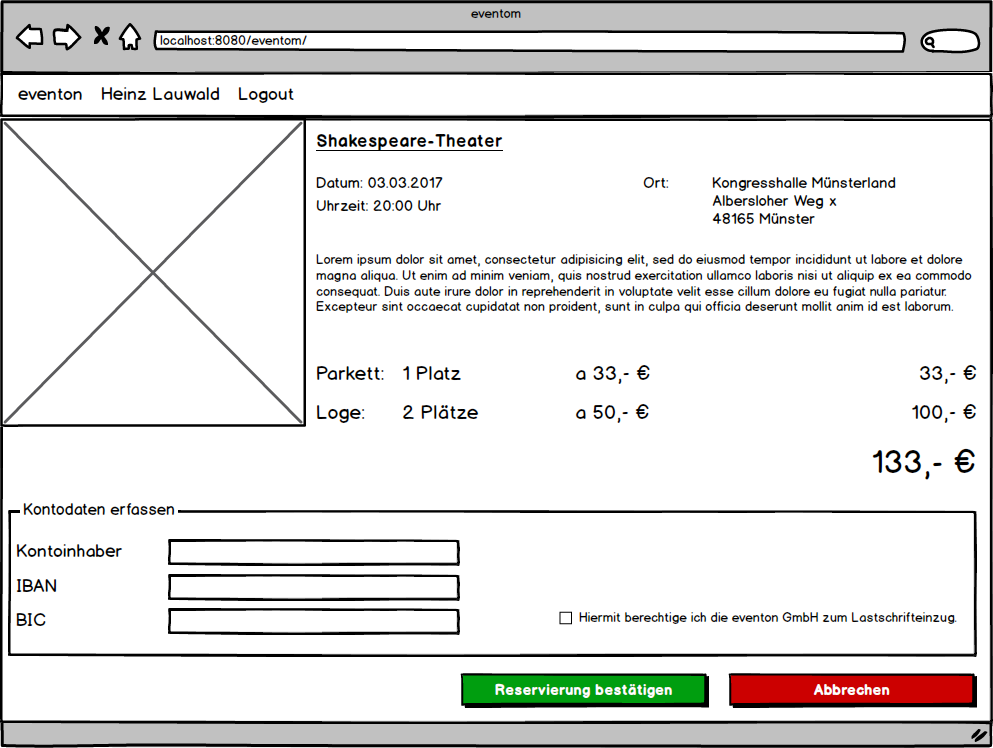 eventom
localhost:8080/eventom/
eventon Heinz Lauwald Logout
Shakespeare-Theater
Datum: 03.03.2017
Uhrzeit: 20:00 Uhr
Ort:
Kongresshalle Münsterland
Albersloher Weg x
48165 Münster
Lorem ipsum dolor sit amet, consectetur adipisicing elit, sed do eiusmod tempor incididunt ut labore et dolore
magna aliqua. Ut enim ad minim veniam, quis nostrud exercitation ullamco laboris nisi ut aliquip ex ea commodo
consequat. Duis aute irure dolor in reprehenderit in voluptate velit esse cillum dolore eu fugiat nulla pariatur.
Excepteur sint occaecat cupidatat non proident, sunt in culpa qui officia deserunt mollit anim id est laborum.
Parkett: 1 Platz a 33,- € 33,- €
Loge: 2 Plätze a 50,- € 100,- €
133,- €
Kontodaten erfassen
Kontoinhaber
IBAN
BIC
Hiermit berechtige ich die eventon GmbH zum Lastschrifteinzug.
Reservierung bestätigen
Abbrechen